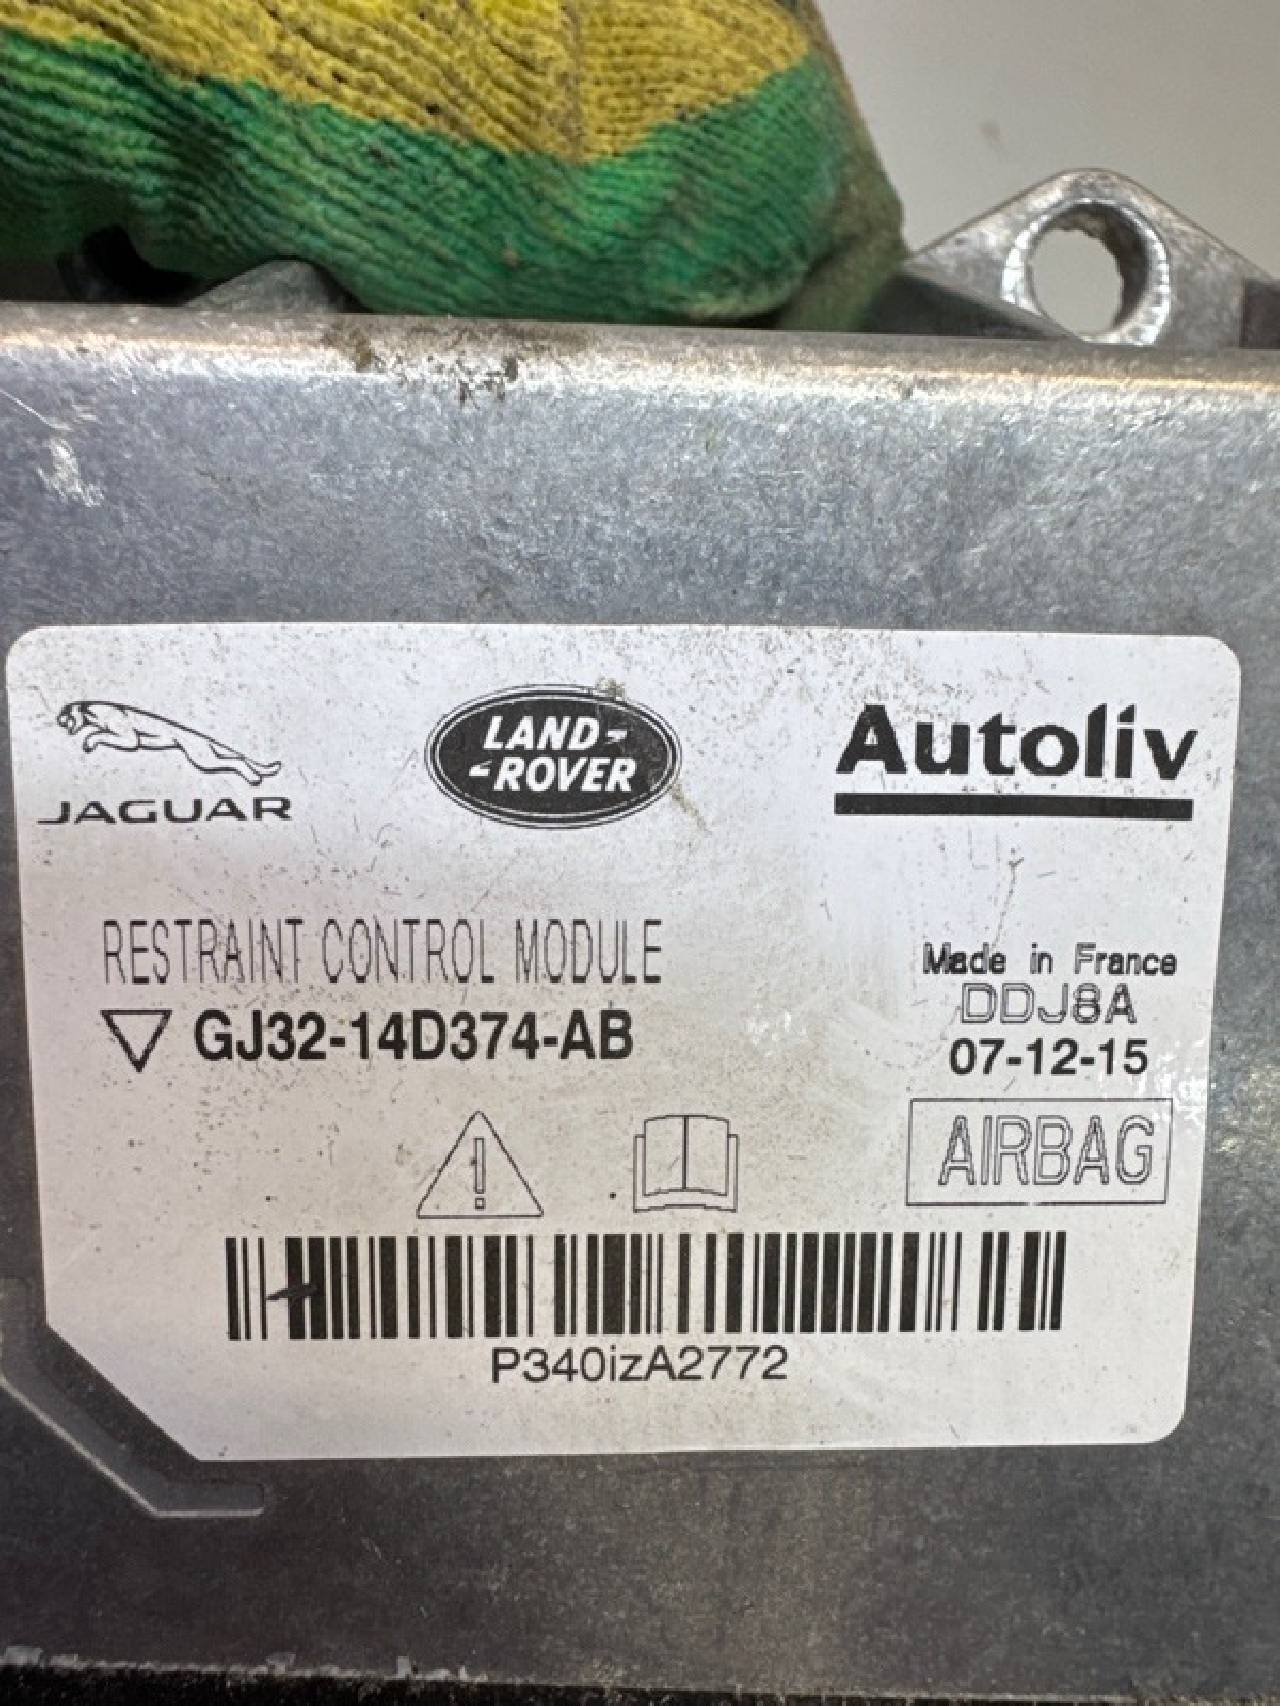 JAGUAR
LAND-
-ROVER
Autoliv
RESTRAINT CONTROL MODULE
GJ32-14D374-AB
Made in France
DDJ8A
07-12-15
AIRBAG
P340izA2772